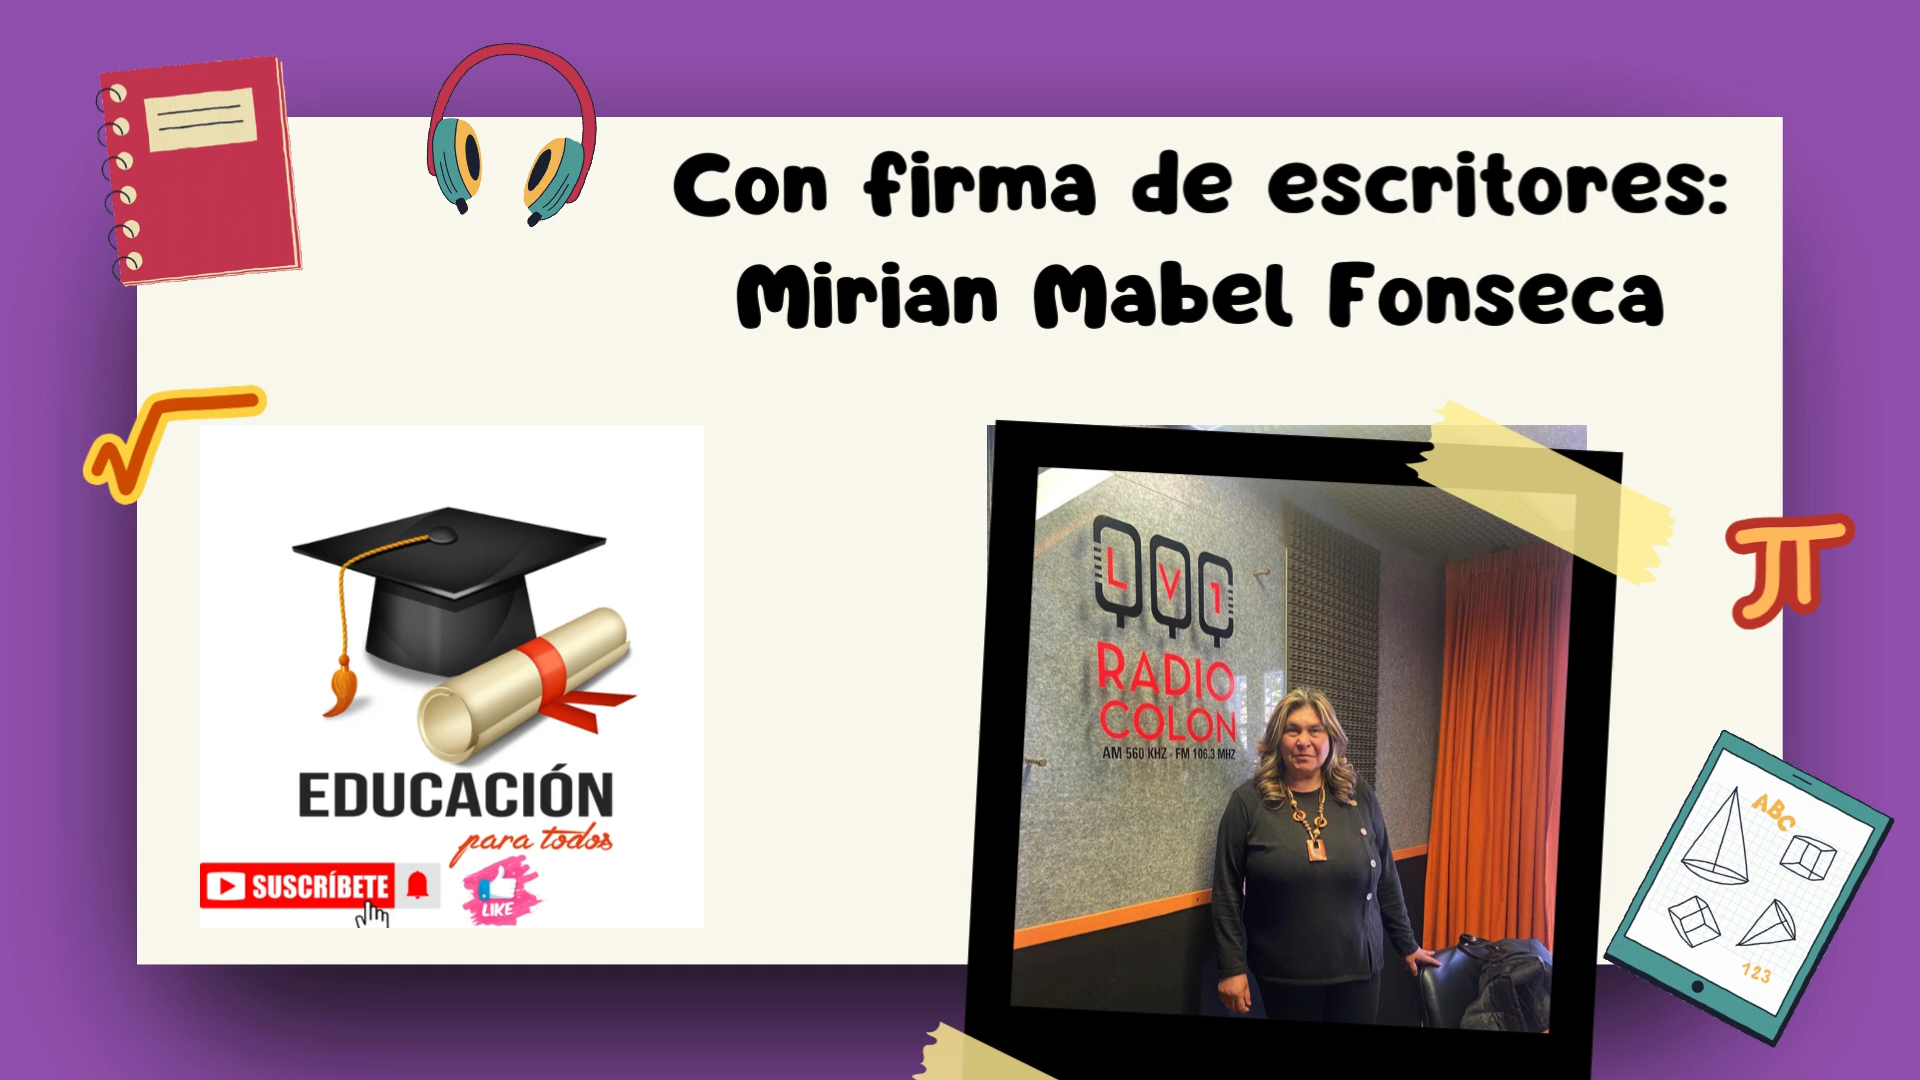 Con firma de escritores:
Mirian Mabel Fonseca
EDUCACIÓN
para todos
SUSCRÍBETE
LIKE
LV1
RADIO
COLON
AM 560 KHZ - FM 106.3 MHZ
ABC
123